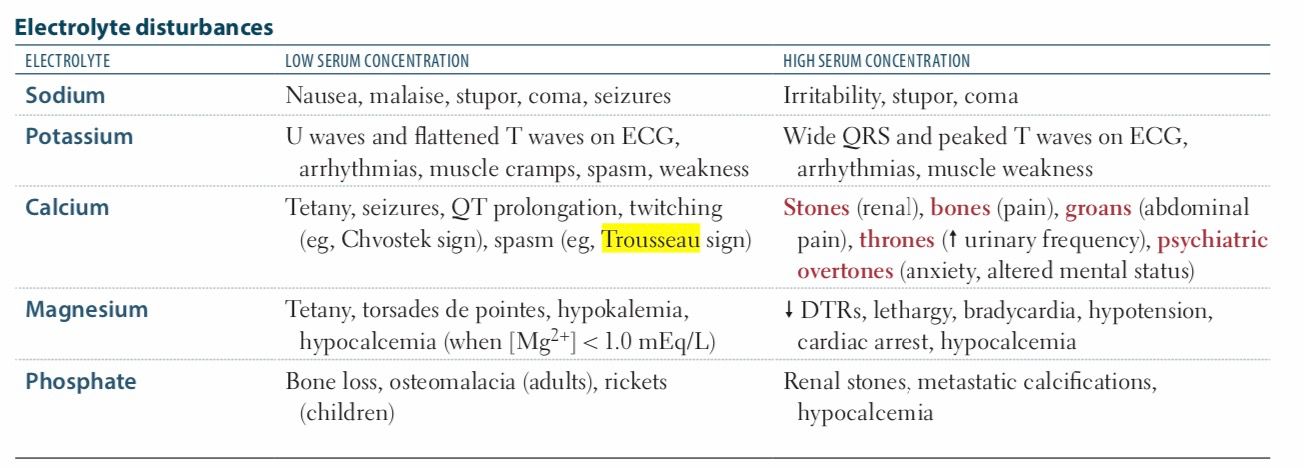 Electrolyte disturbances
ELECTROLYTE LOW SERUM CONCENTRATION HIGH SERUM CONCENTRATION
Sodium Nausea, malaise, stupor, coma, seizures Irritability, stupor, coma
Potassium U waves and flattened T waves on ECG, Wide QRS and peaked T waves on ECG,
arrhythmias, muscle cramps, spasm, weakness arrhythmias, muscle weakness
Calcium Tetany, seizures, QT prolongation, twitching Stones (renal), bones (pain), groans (abdominal
(eg, Chvostek sign), spasm (eg, Trousseau sign) pain), thrones (↑ urinary frequency), psychiatric
overtones (anxiety, altered mental status)
Magnesium Tetany, torsades de pointes, hypokalemia, ↓ DTRs, lethargy, bradycardia, hypotension,
hypocalcemia (when [Mg²⁺] < 1.0 mEq/L) cardiac arrest, hypocalcemia
Phosphate Bone loss, osteomalacia (adults), rickets Renal stones, metastatic calcifications,
(children) hypocalcemia